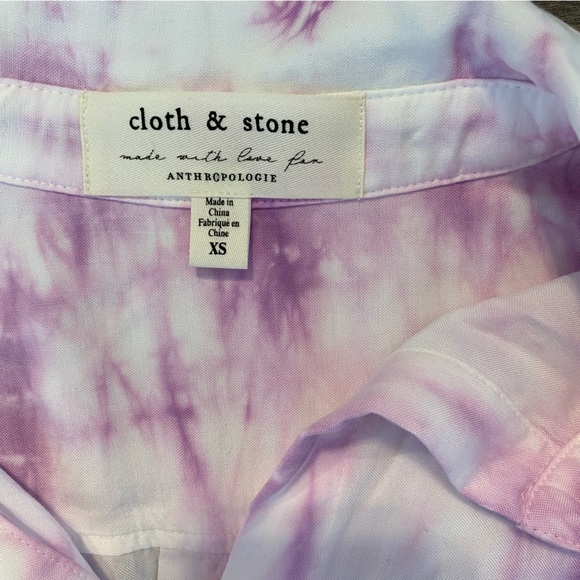 cloth & stone
made with love for
ANTHROPOLOGIE
Made in
China
Fabriqué en
Chine
XS